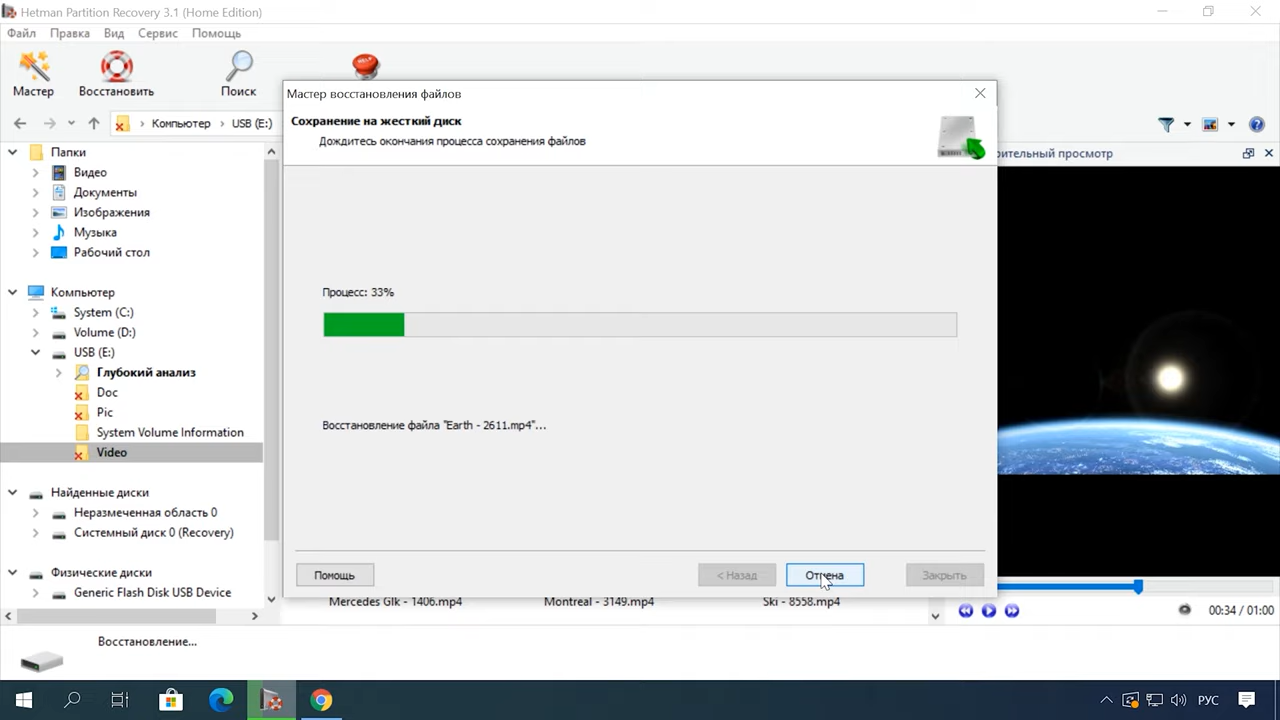 Hetman Partition Recovery 3.1 (Home Edition)
Файл Правка Вид Сервис Помощь
Мастер Восстановить Поиск
HELP
Компьютер USB (E:)
Папки
Видео
Документы
Изображения
Музыка
Рабочий стол
Компьютер
System (C:)
Volume (D:)
USB (E:)
Глубокий анализ
Doc
Pic
System Volume Information
Video
Найденные диски
Неразмеченная область 0
Системный диск 0 (Recovery)
Физические диски
Generic Flash Disk USB Device
Мастер восстановления файлов
Сохранение на жесткий диск
Дождитесь окончания процесса сохранения файлов
Процесс: 33%
Восстановление файла "Earth - 2611.mp4"...
Помощь < Назад Отмена Закрыть
Mercedes Glk - 1406.mp4 Montreal - 3149.mp4 Ski - 8558.mp4
рительный просмотр
00:34 / 01:00
Восстановление...
РУС